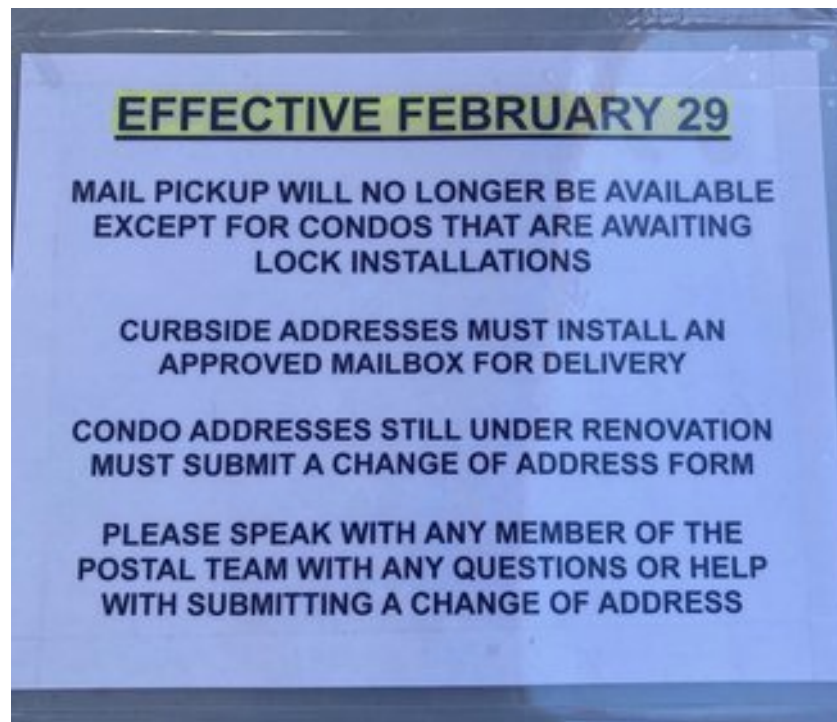 EFFECTIVE FEBRUARY 29
MAIL PICKUP WILL NO LONGER BE AVAILABLE
EXCEPT FOR CONDOS THAT ARE AWAITING
LOCK INSTALLATIONS
CURBSIDE ADDRESSES MUST INSTALL AN
APPROVED MAILBOX FOR DELIVERY
CONDO ADDRESSES STILL UNDER RENOVATION
MUST SUBMIT A CHANGE OF ADDRESS FORM
PLEASE SPEAK WITH ANY MEMBER OF THE
POSTAL TEAM WITH ANY QUESTIONS OR HELP
WITH SUBMITTING A CHANGE OF ADDRESS